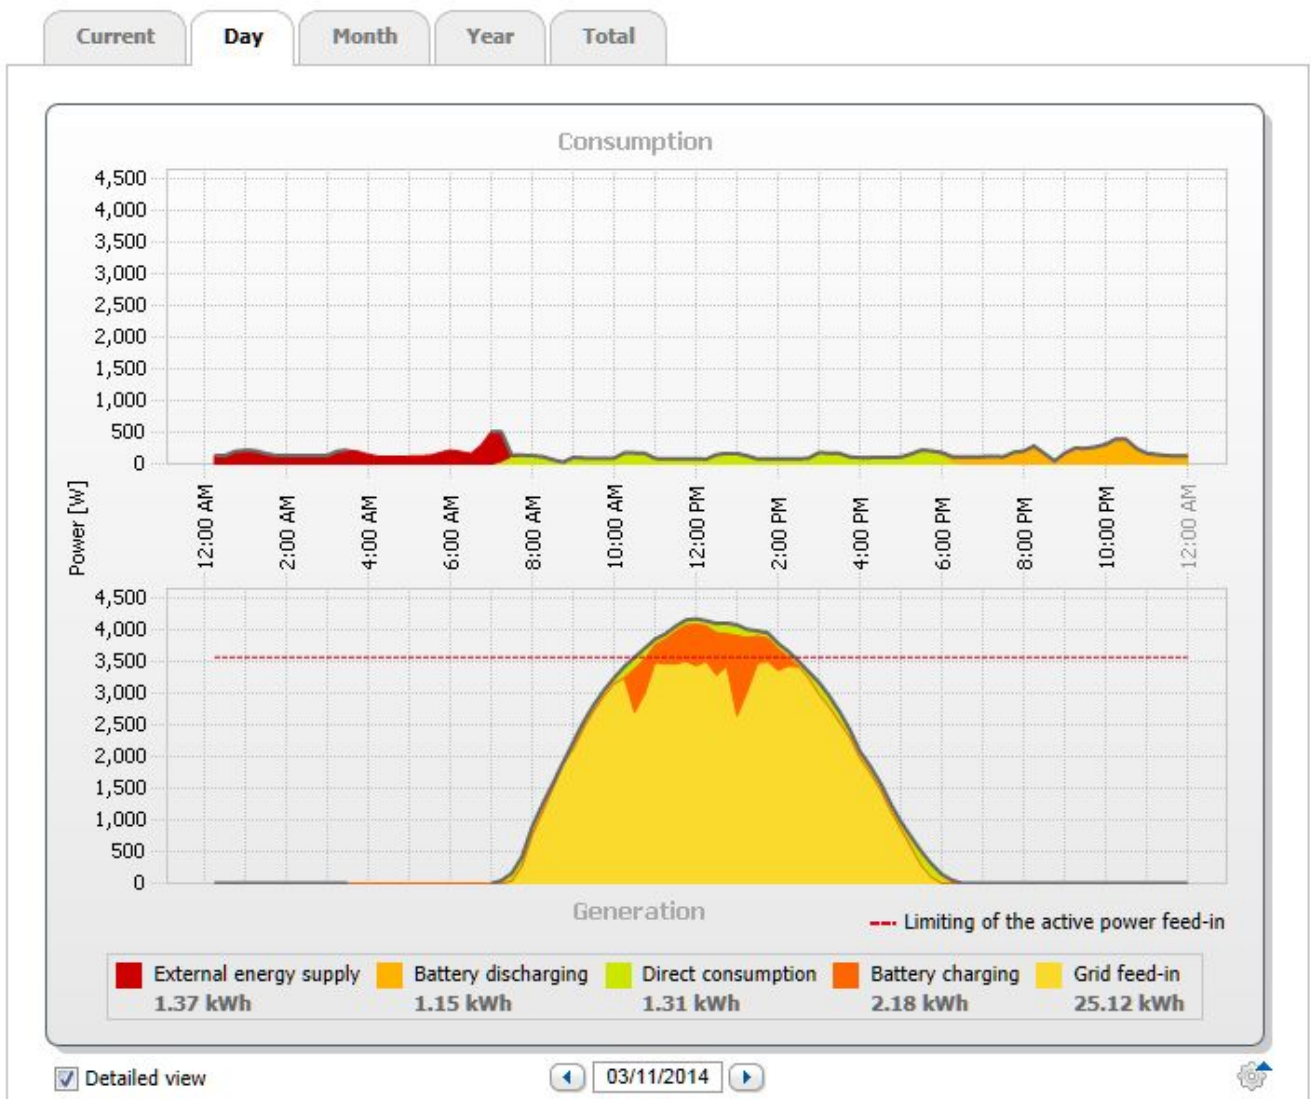 Current Day Month Year Total
Consumption
4,500
4,000
3,500
3,000
2,500
2,000
1,500
1,000
500
0
Power [W]
12:00 AM 2:00 AM 4:00 AM 6:00 AM 8:00 AM 10:00 AM 12:00 PM 2:00 PM 4:00 PM 6:00 PM 8:00 PM 10:00 PM 12:00 AM
4,500
4,000
3,500
3,000
2,500
2,000
1,500
1,000
500
0
Generation
Limiting of the active power feed-in
External energy supply Battery discharging Direct consumption Battery charging Grid feed-in
1.37 kWh 1.15 kWh 1.31 kWh 2.18 kWh 25.12 kWh
Detailed view 03/11/2014